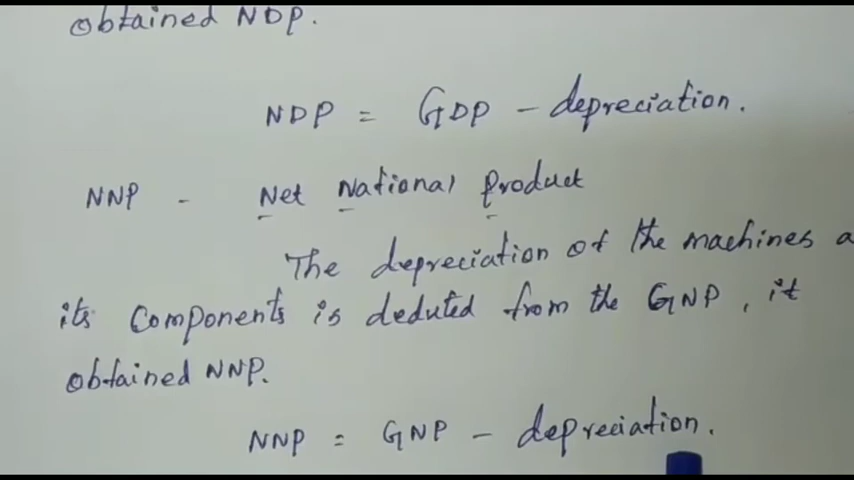 obtained NDP.
NDP = GDP - depreciation.
NNP - Net National Product
The depreciation of the machines a
its components is deduted from the GNP, it
obtained NNP.
NNP = GNP - depreciation.